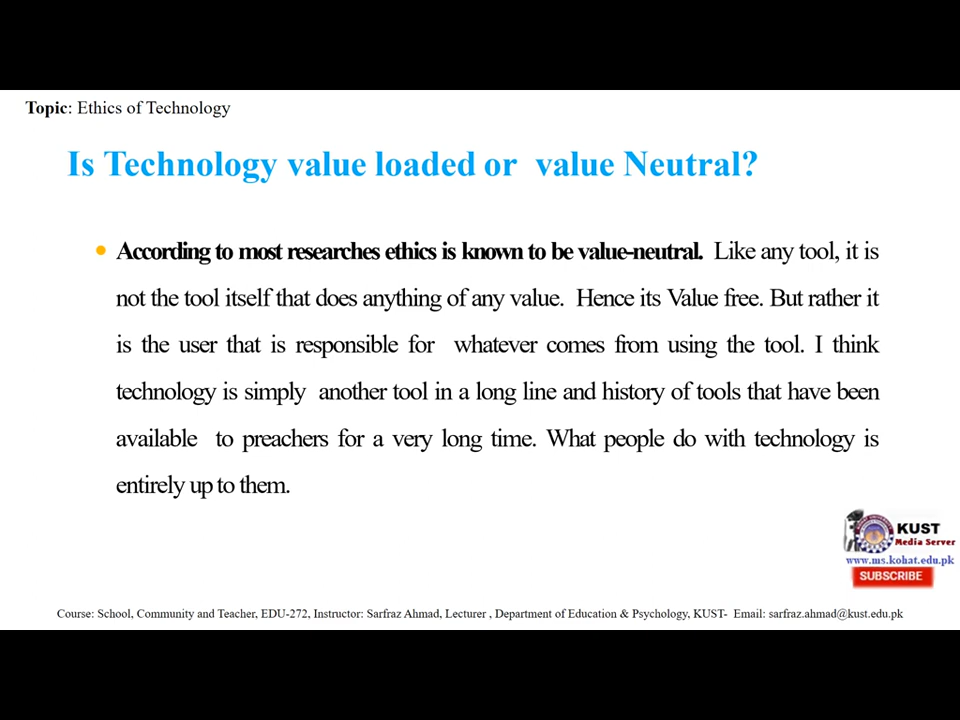 Topic: Ethics of Technology
Is Technology value loaded or value Neutral?
According to most researches ethics is known to be value-neutral. Like any tool, it is
not the tool itself that does anything of any value. Hence its Value free. But rather it
is the user that is responsible for whatever comes from using the tool. I think
technology is simply another tool in a long line and history of tools that have been
available to preachers for a very long time. What people do with technology is
entirely up to them.
KUST
Media Server
www.ms.kohat.edu.pk
SUBSCRIBE
Course: School, Community and Teacher, EDU-272, Instructor: Sarfraz Ahmad, Lecturer , Department of Education & Psychology, KUST- Email: sarfraz.ahmad@kust.edu.pk